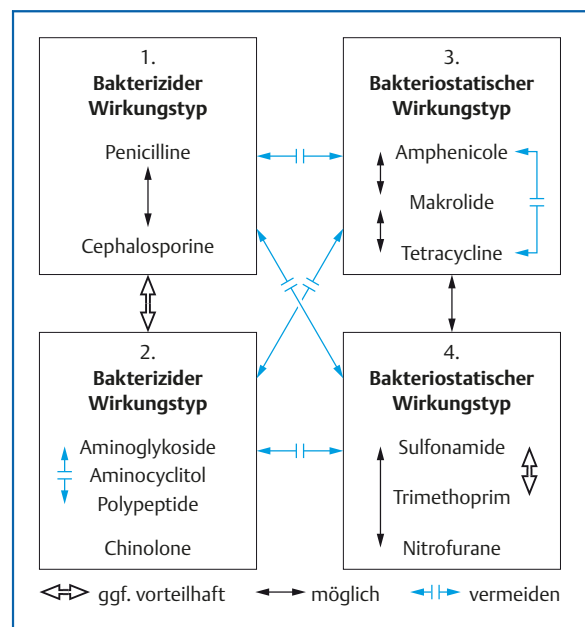 1.
Bakterizider
Wirkungstyp
Penicilline
Cephalosporine
3.
Bakteriostatischer
Wirkungstyp
Amphenicole
Makrolide
Tetracycline
2.
Bakterizider
Wirkungstyp
Aminoglykoside
Aminocyclitol
Polypeptide
Chinolone
4.
Bakteriostatischer
Wirkungstyp
Sulfonamide
Trimethoprim
Nitrofurane
ggf. vorteilhaft
möglich
vermeiden